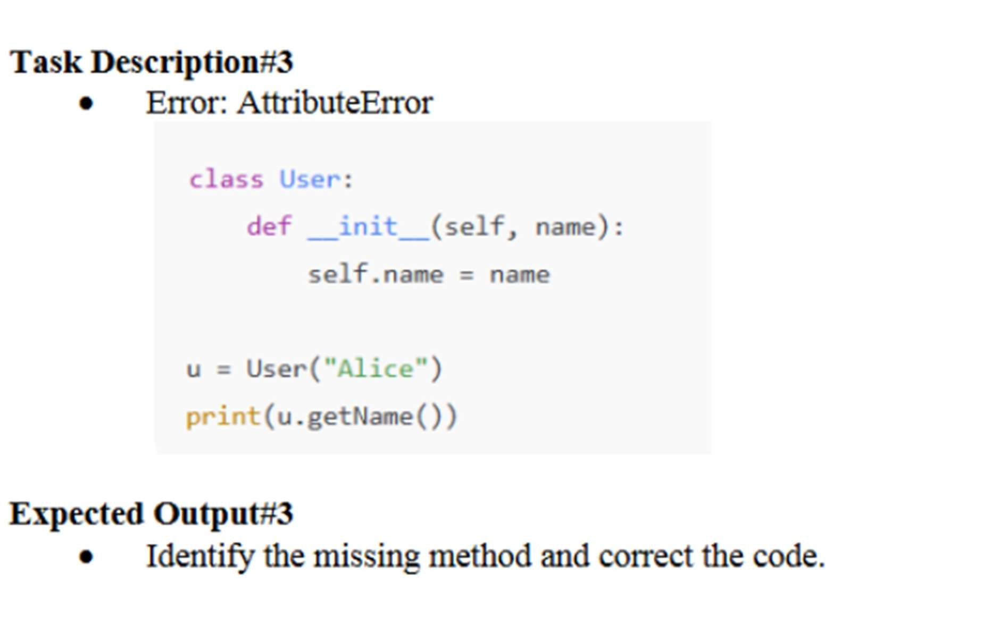 Task Description#3
● Error: AttributeError
class User:
    def __init__(self, name):
        self.name = name
u = User("Alice")
print(u.getName())
Expected Output#3
● Identify the missing method and correct the code.